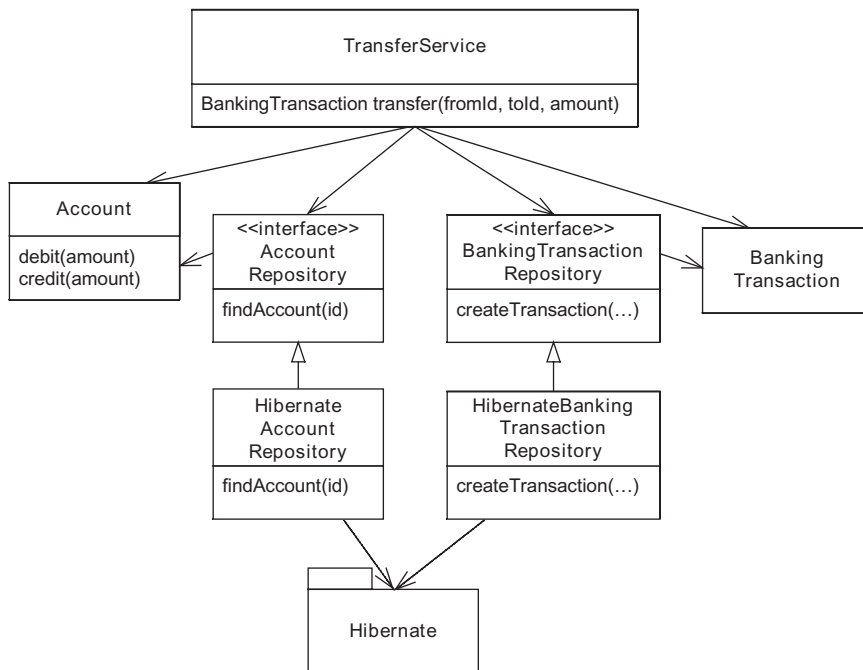 TransferService
BankingTransaction transfer(fromId, toId, amount)
Account
debit(amount)
credit(amount)
<<interface>>
Account
Repository
findAccount(id)
<<interface>>
BankingTransaction
Repository
createTransaction(…)
Banking
Transaction
Hibernate
Account
Repository
findAccount(id)
HibernateBanking
Transaction
Repository
createTransaction(…)
Hibernate